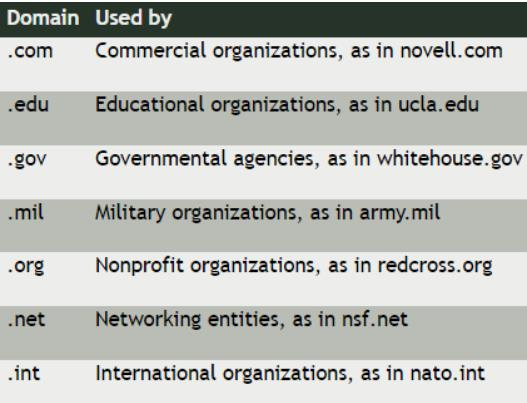 Domain Used by
.com Commercial organizations, as in novell.com
.edu Educational organizations, as in ucla.edu
.gov Governmental agencies, as in whitehouse.gov
.mil Military organizations, as in army.mil
.org Nonprofit organizations, as in redcross.org
.net Networking entities, as in nsf.net
.int International organizations, as in nato.int